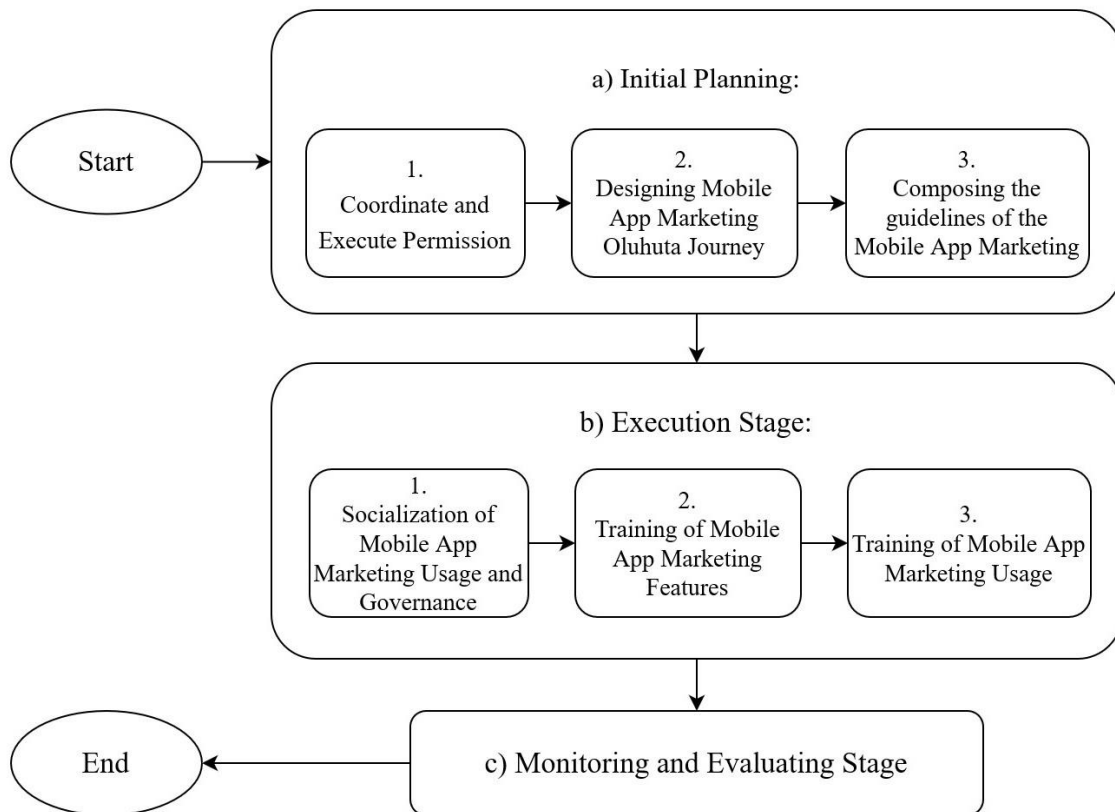 a) Initial Planning:
Start
1.
Coordinate and
Execute Permission
2.
Designing Mobile
App Marketing
Oluhuta Journey
3.
Composing the
guidelines of the
Mobile App Marketing
b) Execution Stage:
1.
Socialization of
Mobile App
Marketing Usage and
Governance
2.
Training of Mobile
App Marketing
Features
3.
Training of Mobile App
Marketing Usage
End
c) Monitoring and Evaluating Stage